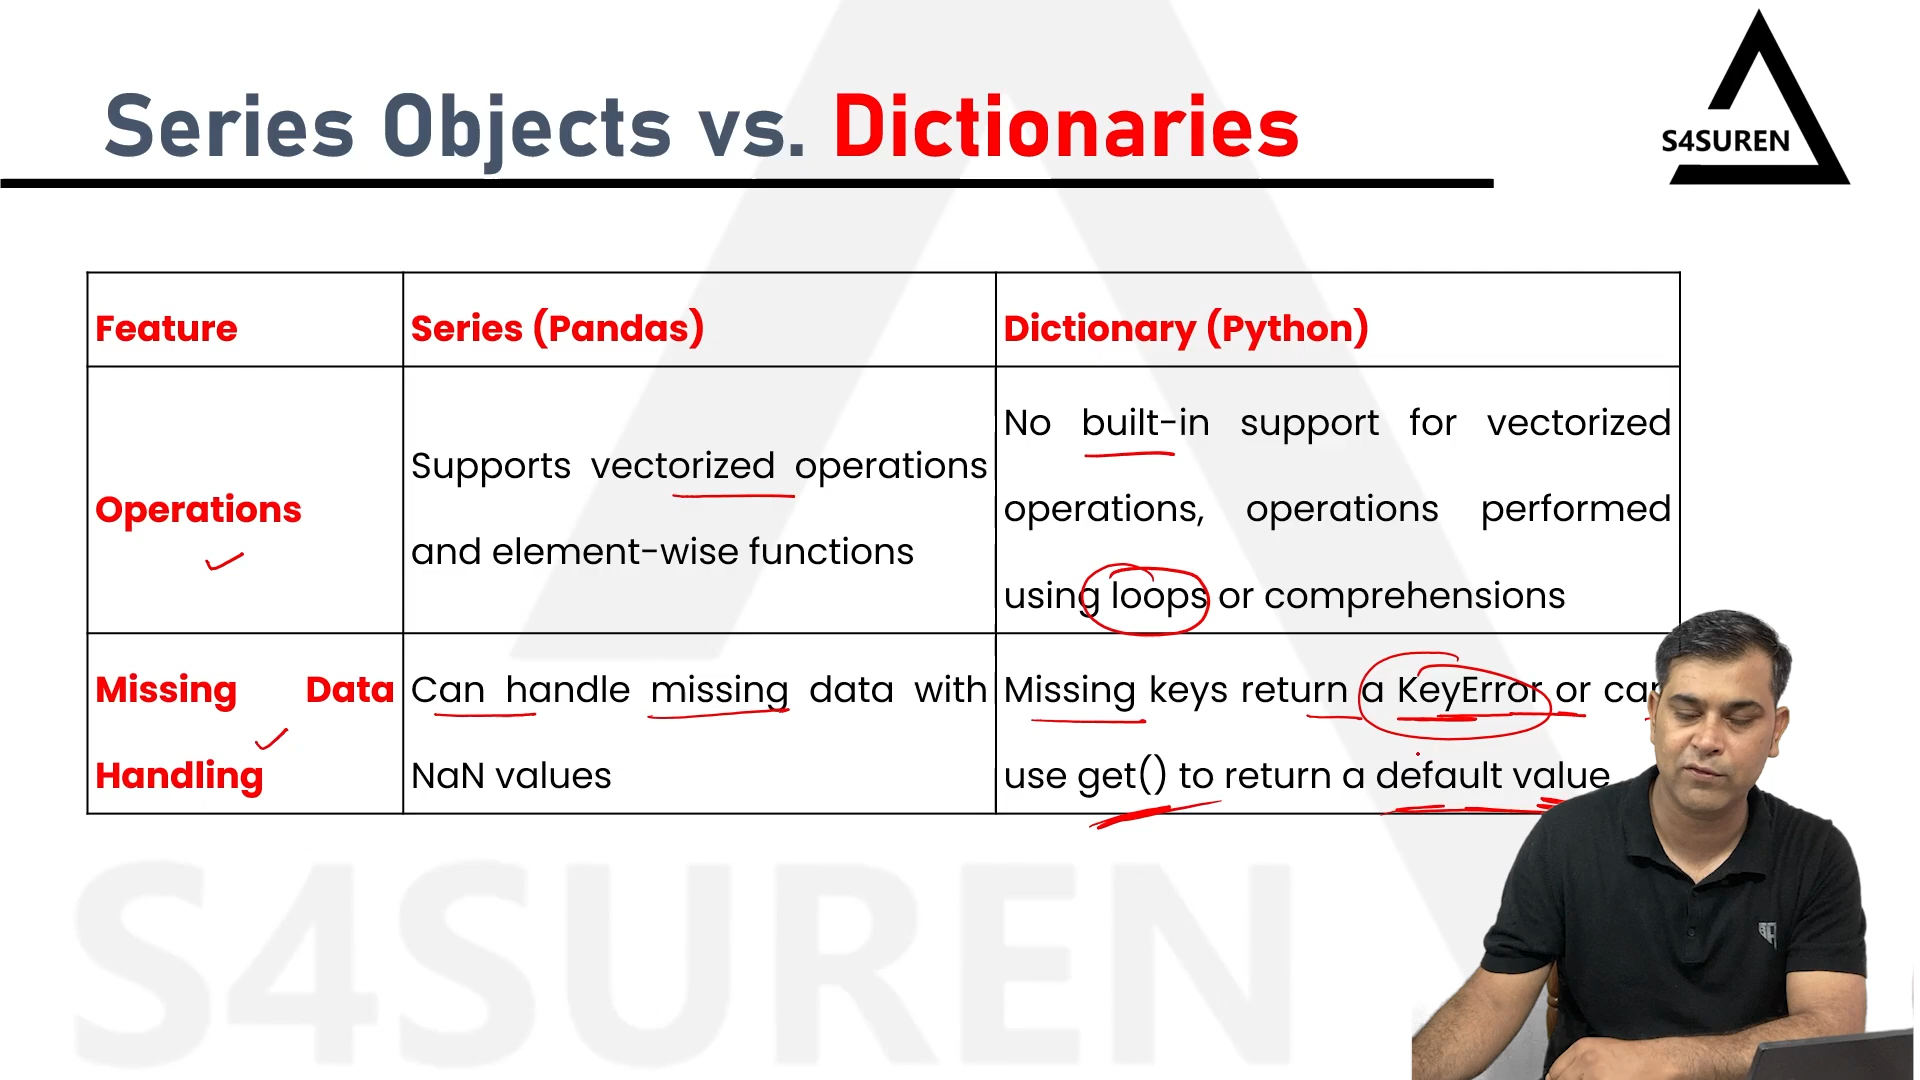 Series Objects vs. Dictionaries
S4SUREN
Feature
Series (Pandas)
Dictionary (Python)
Operations
Supports vectorized operations
and element-wise functions
No built-in support for vectorized
operations, operations performed
using loops or comprehensions
Missing Data
Handling
Can handle missing data with
NaN values
Missing keys return a KeyError or can
use get() to return a default value
S4SUREN